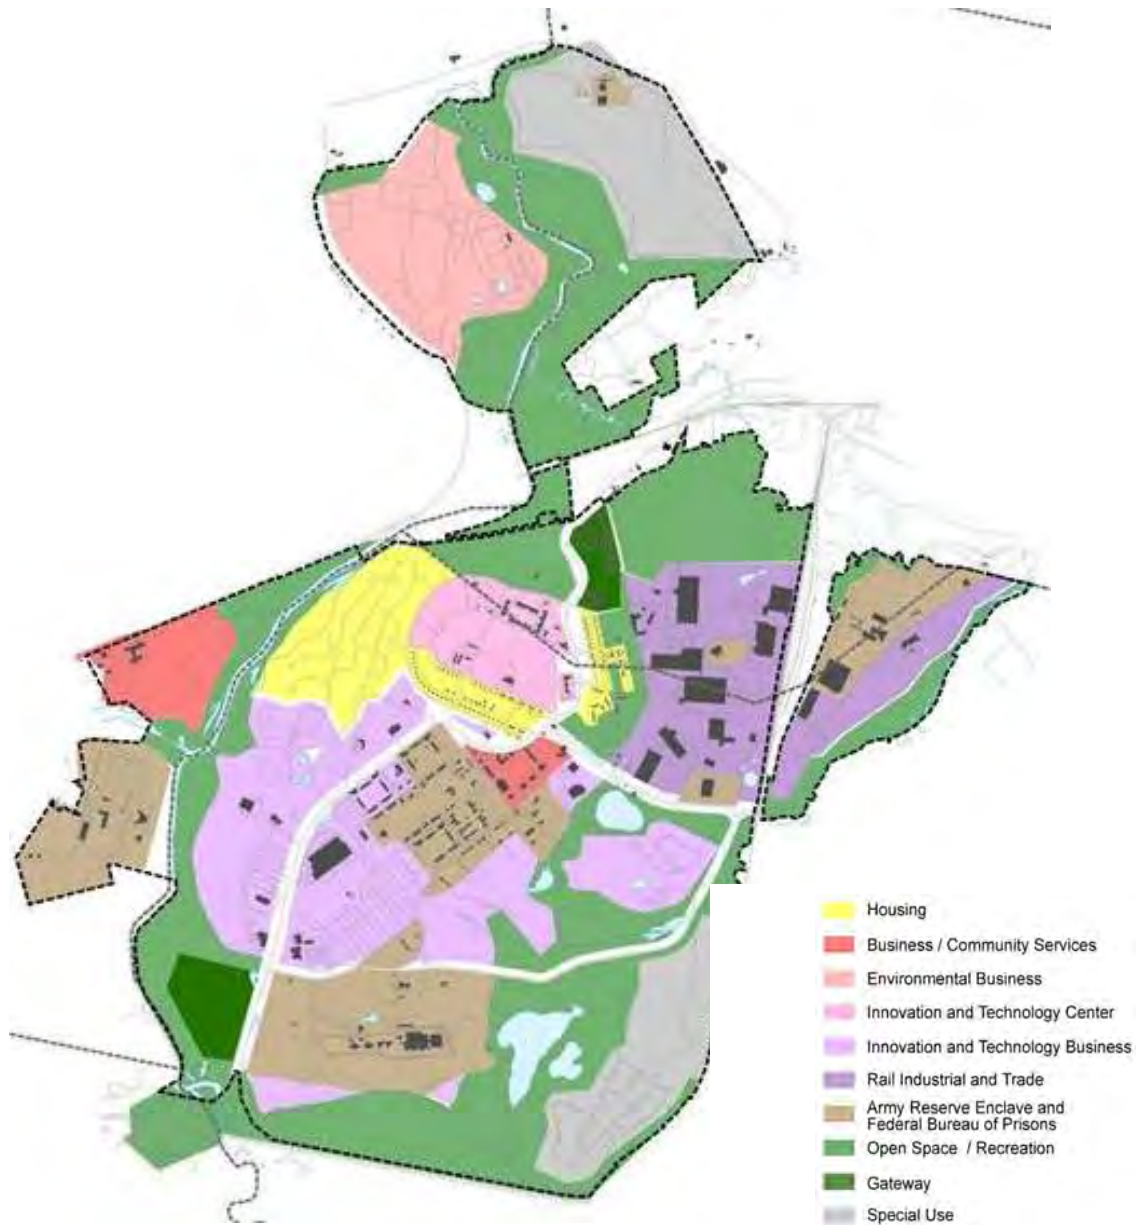 Housing
Business / Community Services
Environmental Business
Innovation and Technology Center
Innovation and Technology Business
Rail Industrial and Trade
Army Reserve Enclave and
Federal Bureau of Prisons
Open Space / Recreation
Gateway
Special Use